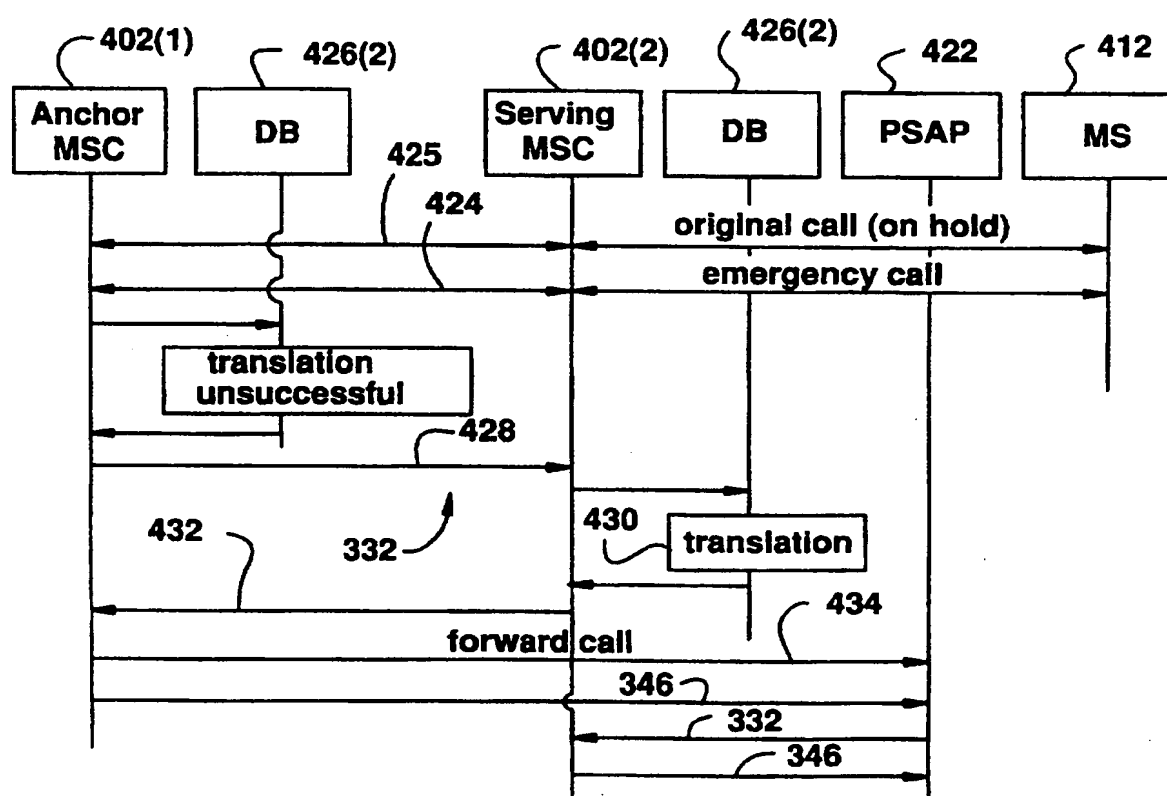 402(1)
426(2)
402(2)
426(2)
422
412
Anchor
MSC
DB
Serving
MSC
DB
PSAP
MS
425
424
original call (on hold)
emergency call
translation
unsuccessful
428
432
332
430
translation
434
forward call
346
332
346